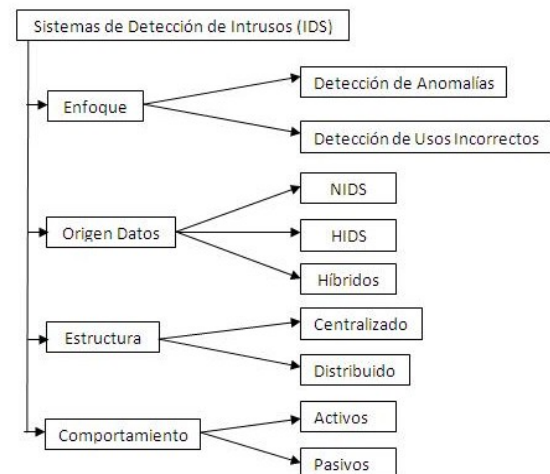 Sistemas de Detección de Intrusos (IDS)
Enfoque
Detección de Anomalías
Detección de Usos Incorrectos
Origen Datos
NIDS
HIDS
Híbridos
Estructura
Centralizado
Distribuido
Comportamiento
Activos
Pasivos